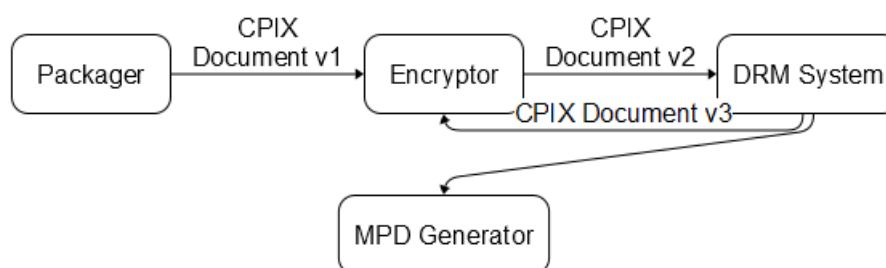 CPIX
Document v1
CPIX
Document v2
Packager
Encryptor
DRM System
CPIX Document v3
MPD Generator